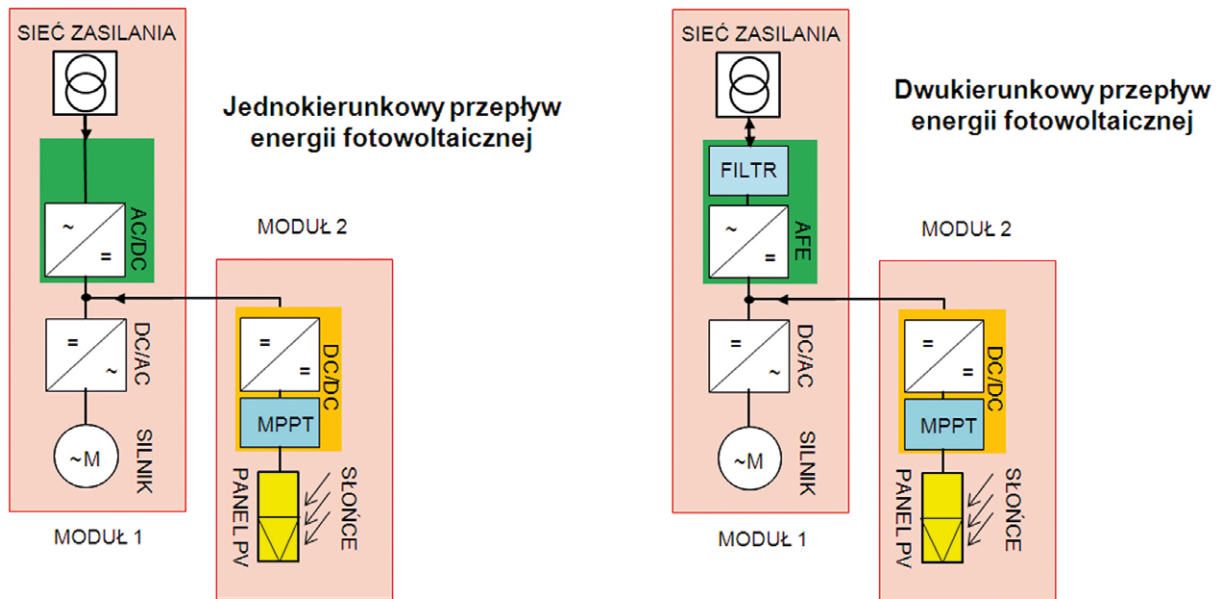 SIEĆ ZASILANIA
Jednokierunkowy przepływ
energii fotowoltaicznej
~
=
AC/DC
MODUŁ 2
=
~
DC/AC
=
=
DC/DC
MPPT
~M
SILNIK
PANEL PV
SŁOŃCE
MODUŁ 1
SIEĆ ZASILANIA
Dwukierunkowy przepływ
energii fotowoltaicznej
FILTR
~
=
AFE
MODUŁ 2
=
~
DC/AC
=
=
DC/DC
MPPT
~M
SILNIK
PANEL PV
SŁOŃCE
MODUŁ 1